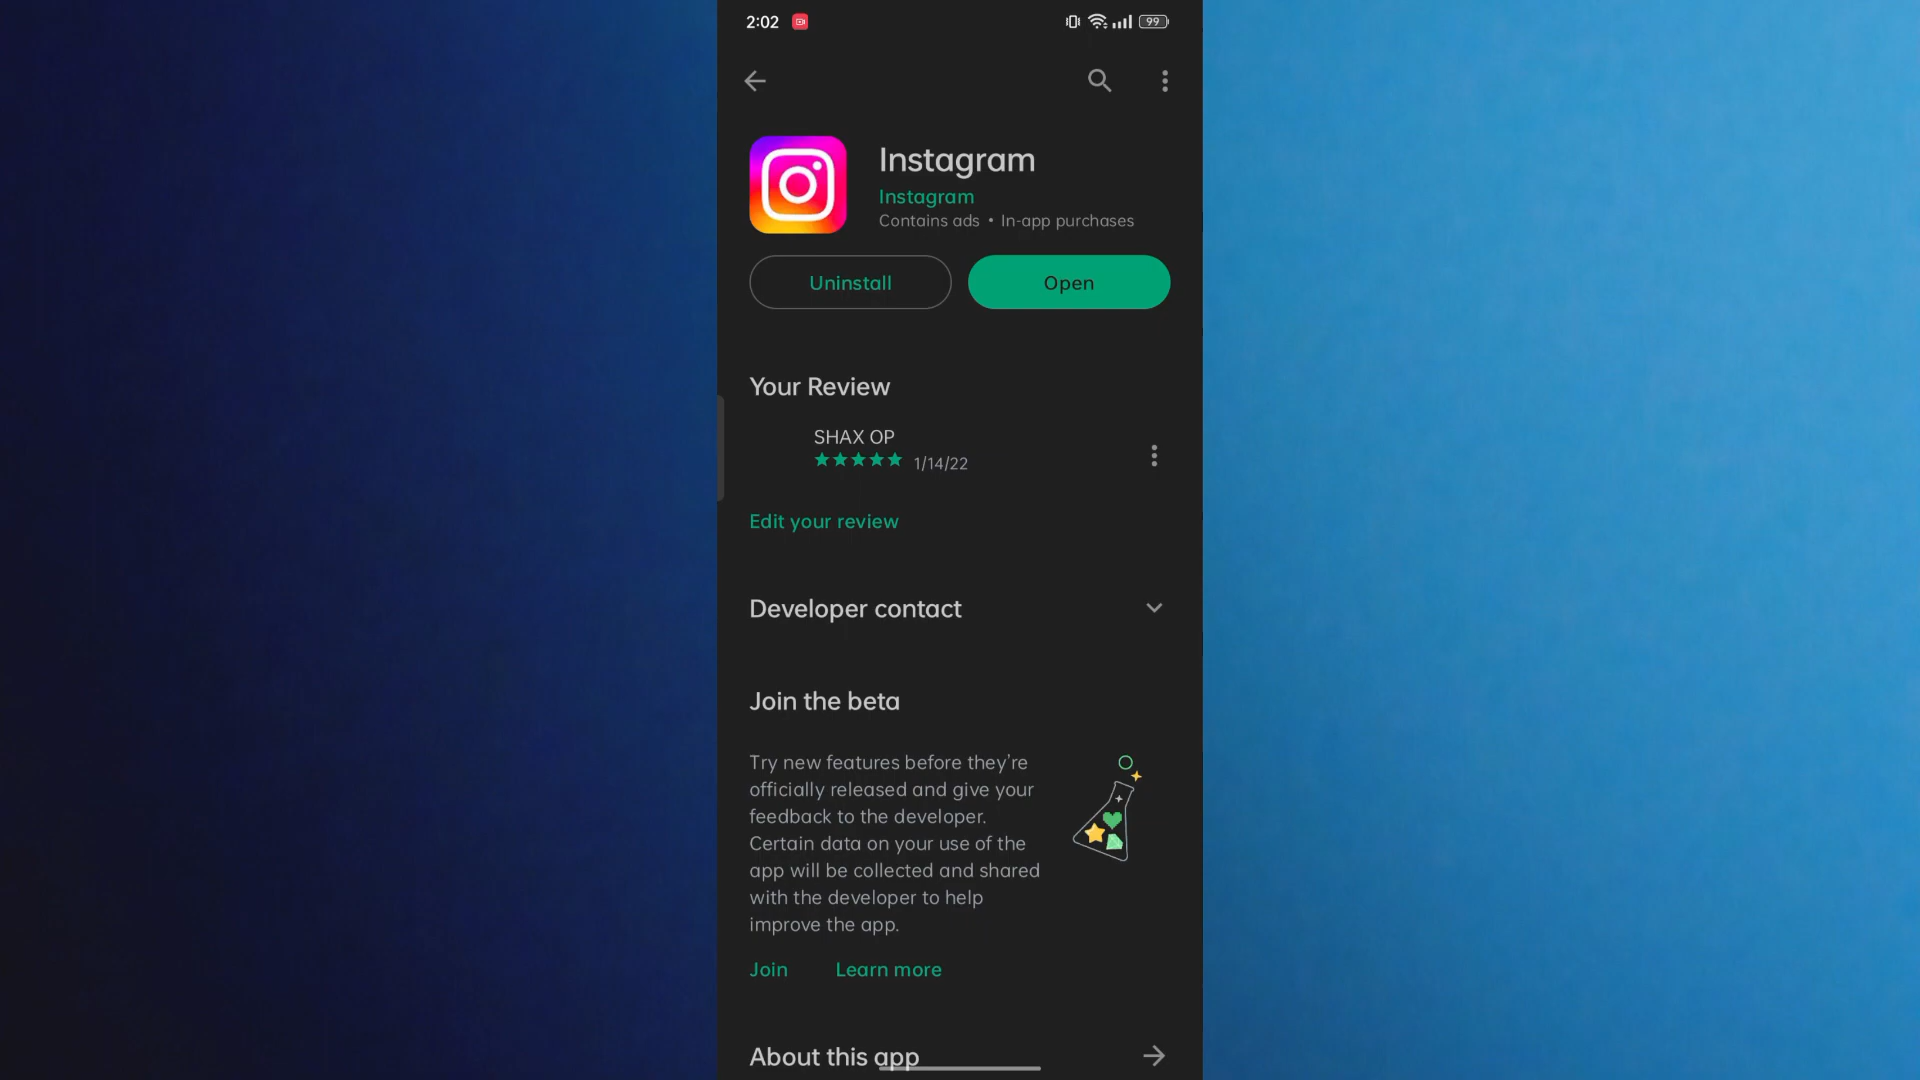 2:02
99
Instagram
Instagram
Contains ads • In-app purchases
Uninstall
Open
Your Review
SHAX OP
1/14/22
Edit your review
Developer contact
Join the beta
Try new features before they're
officially released and give your
feedback to the developer.
Certain data on your use of the
app will be collected and shared
with the developer to help
improve the app.
Join
Learn more
About this app